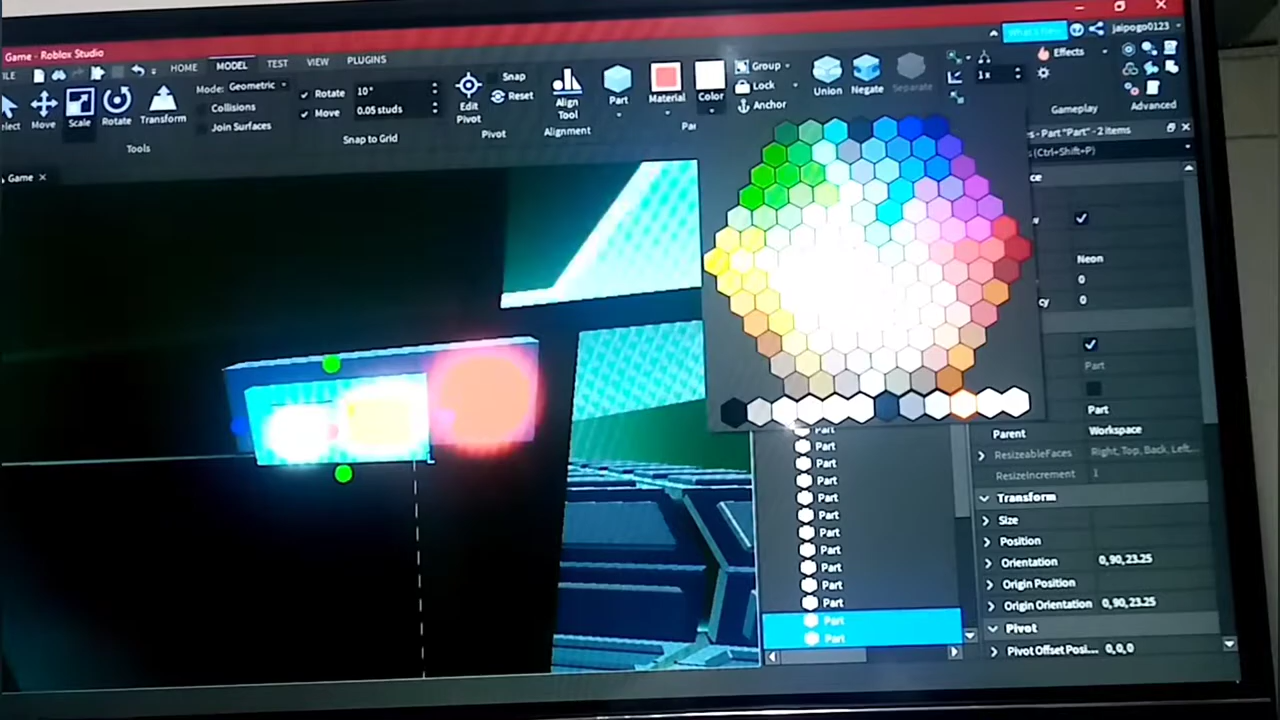 Game - Roblox Studio
What's New
jaipogo0123
HOME
MODEL
TEST
VIEW
PLUGINS
Mode: Geometric
Collisions
Join Surfaces
Move
Scale
Rotate
Transform
Tools
Rotate 10°
Move 0.05 studs
Snap to Grid
Edit
Pivot
Snap
Reset
Pivot
Align
Tool
Alignment
Part
Material
Color
Group
Lock
Anchor
Union
Negate
Separate
1x
Effects
Gameplay
Advanced
Game
- Part "Part" - 2 items
(Ctrl+Shift+P)
Neon
0
0
Part
Part
Parent Workspace
ResizeableFaces Right, Top, Back, Left...
ResizeIncrement 1
Transform
Size
Position
Orientation 0,90,23.25
Origin Position
Origin Orientation 0,90,23.25
Pivot
Pivot Offset Posi... 0,0,0
Part
Part
Part
Part
Part
Part
Part
Part
Part
Part
Part
Part
Part